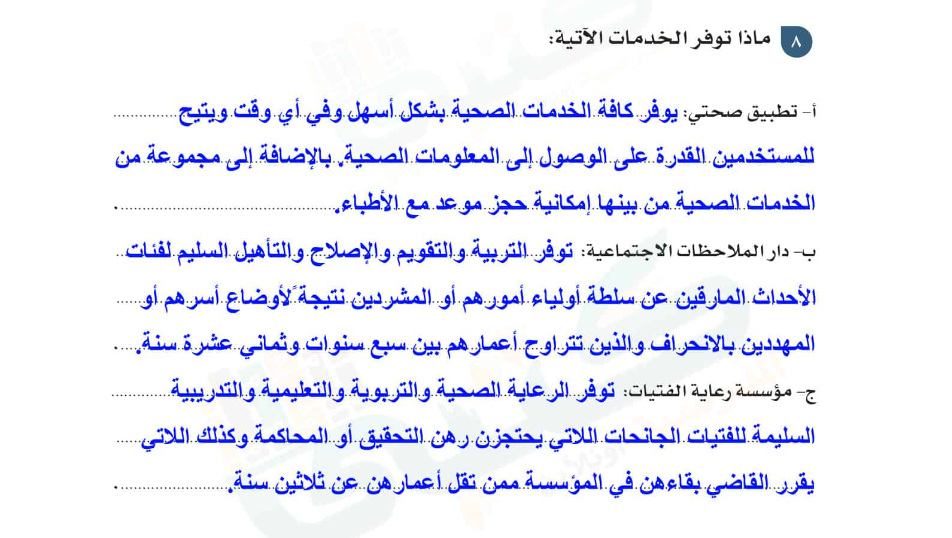 ٨ ماذا توفر الخدمات الآتية:
أ- تطبيق صحتي: يوفر كافة الخدمات الصحية بشكل أسهل وفي أي وقت ويتيح
للمستخدمين القدرة على الوصول إلى المعلومات الصحية. بالإضافة إلى مجموعة من
الخدمات الصحية من بينها إمكانية حجز موعد مع الأطباء.
ب- دار الملاحظات الاجتماعية: توفر التربية والتقويم والإصلاح والتأهيل السليم لفئات
الأحداث المارقين عن سلطة أولياء أمورهم أو المشردين نتيجة ًلأوضاع أسرهم أو
المهددين بالانحراف والذين تتراوح أعمارهم بين سبع سنوات وثماني عشرة سنة.
ج- مؤسسة رعاية الفتيات: توفر الرعاية الصحية والتربوية والتعليمية والتدريبية
السليمة للفتيات الجانحات اللاتي يحتجزن رهن التحقيق أو المحاكمة وكذلك اللاتي
يقرر القاضي بقاءهن في المؤسسة ممن تقل أعمارهن عن ثلاثين سنة.